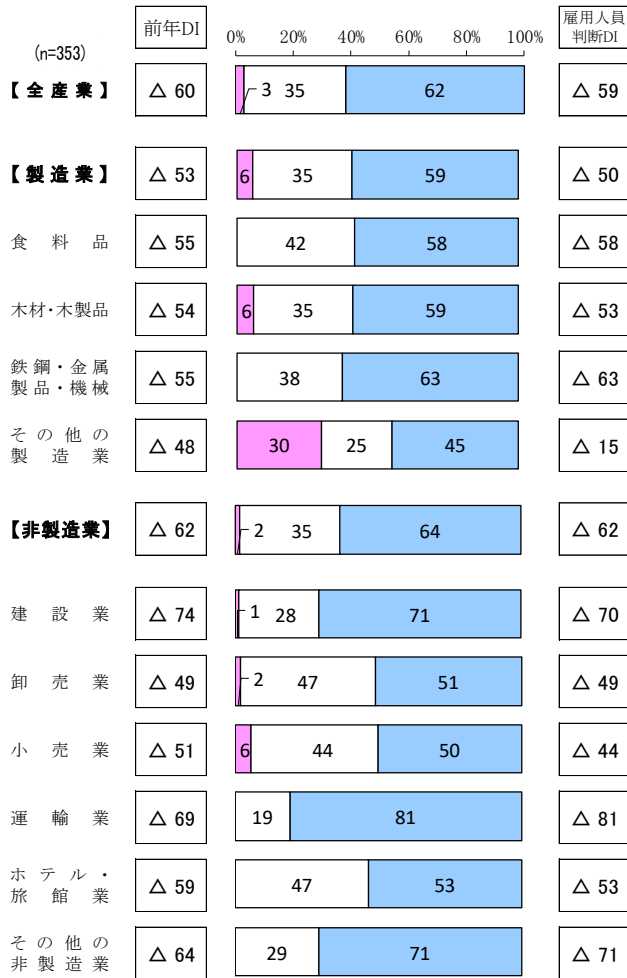 前年DI
雇用人員
判断DI
(n=353)
0% 20% 40% 60% 80% 100%
【全産業】 △ 60 3 35 62 △ 59
【製造業】 △ 53 6 35 59 △ 50
食料品 △ 55 42 58 △ 58
木材・木製品 △ 54 6 35 59 △ 53
鉄鋼・金属
製品・機械 △ 55 38 63 △ 63
その他の
製造業 △ 48 30 25 45 △ 15
【非製造業】 △ 62 2 35 64 △ 62
建設業 △ 74 1 28 71 △ 70
卸売業 △ 49 2 47 51 △ 49
小売業 △ 51 6 44 50 △ 44
運輸業 △ 69 19 81 △ 81
ホテル・
旅館業 △ 59 47 53 △ 53
その他の
非製造業 △ 64 29 71 △ 71